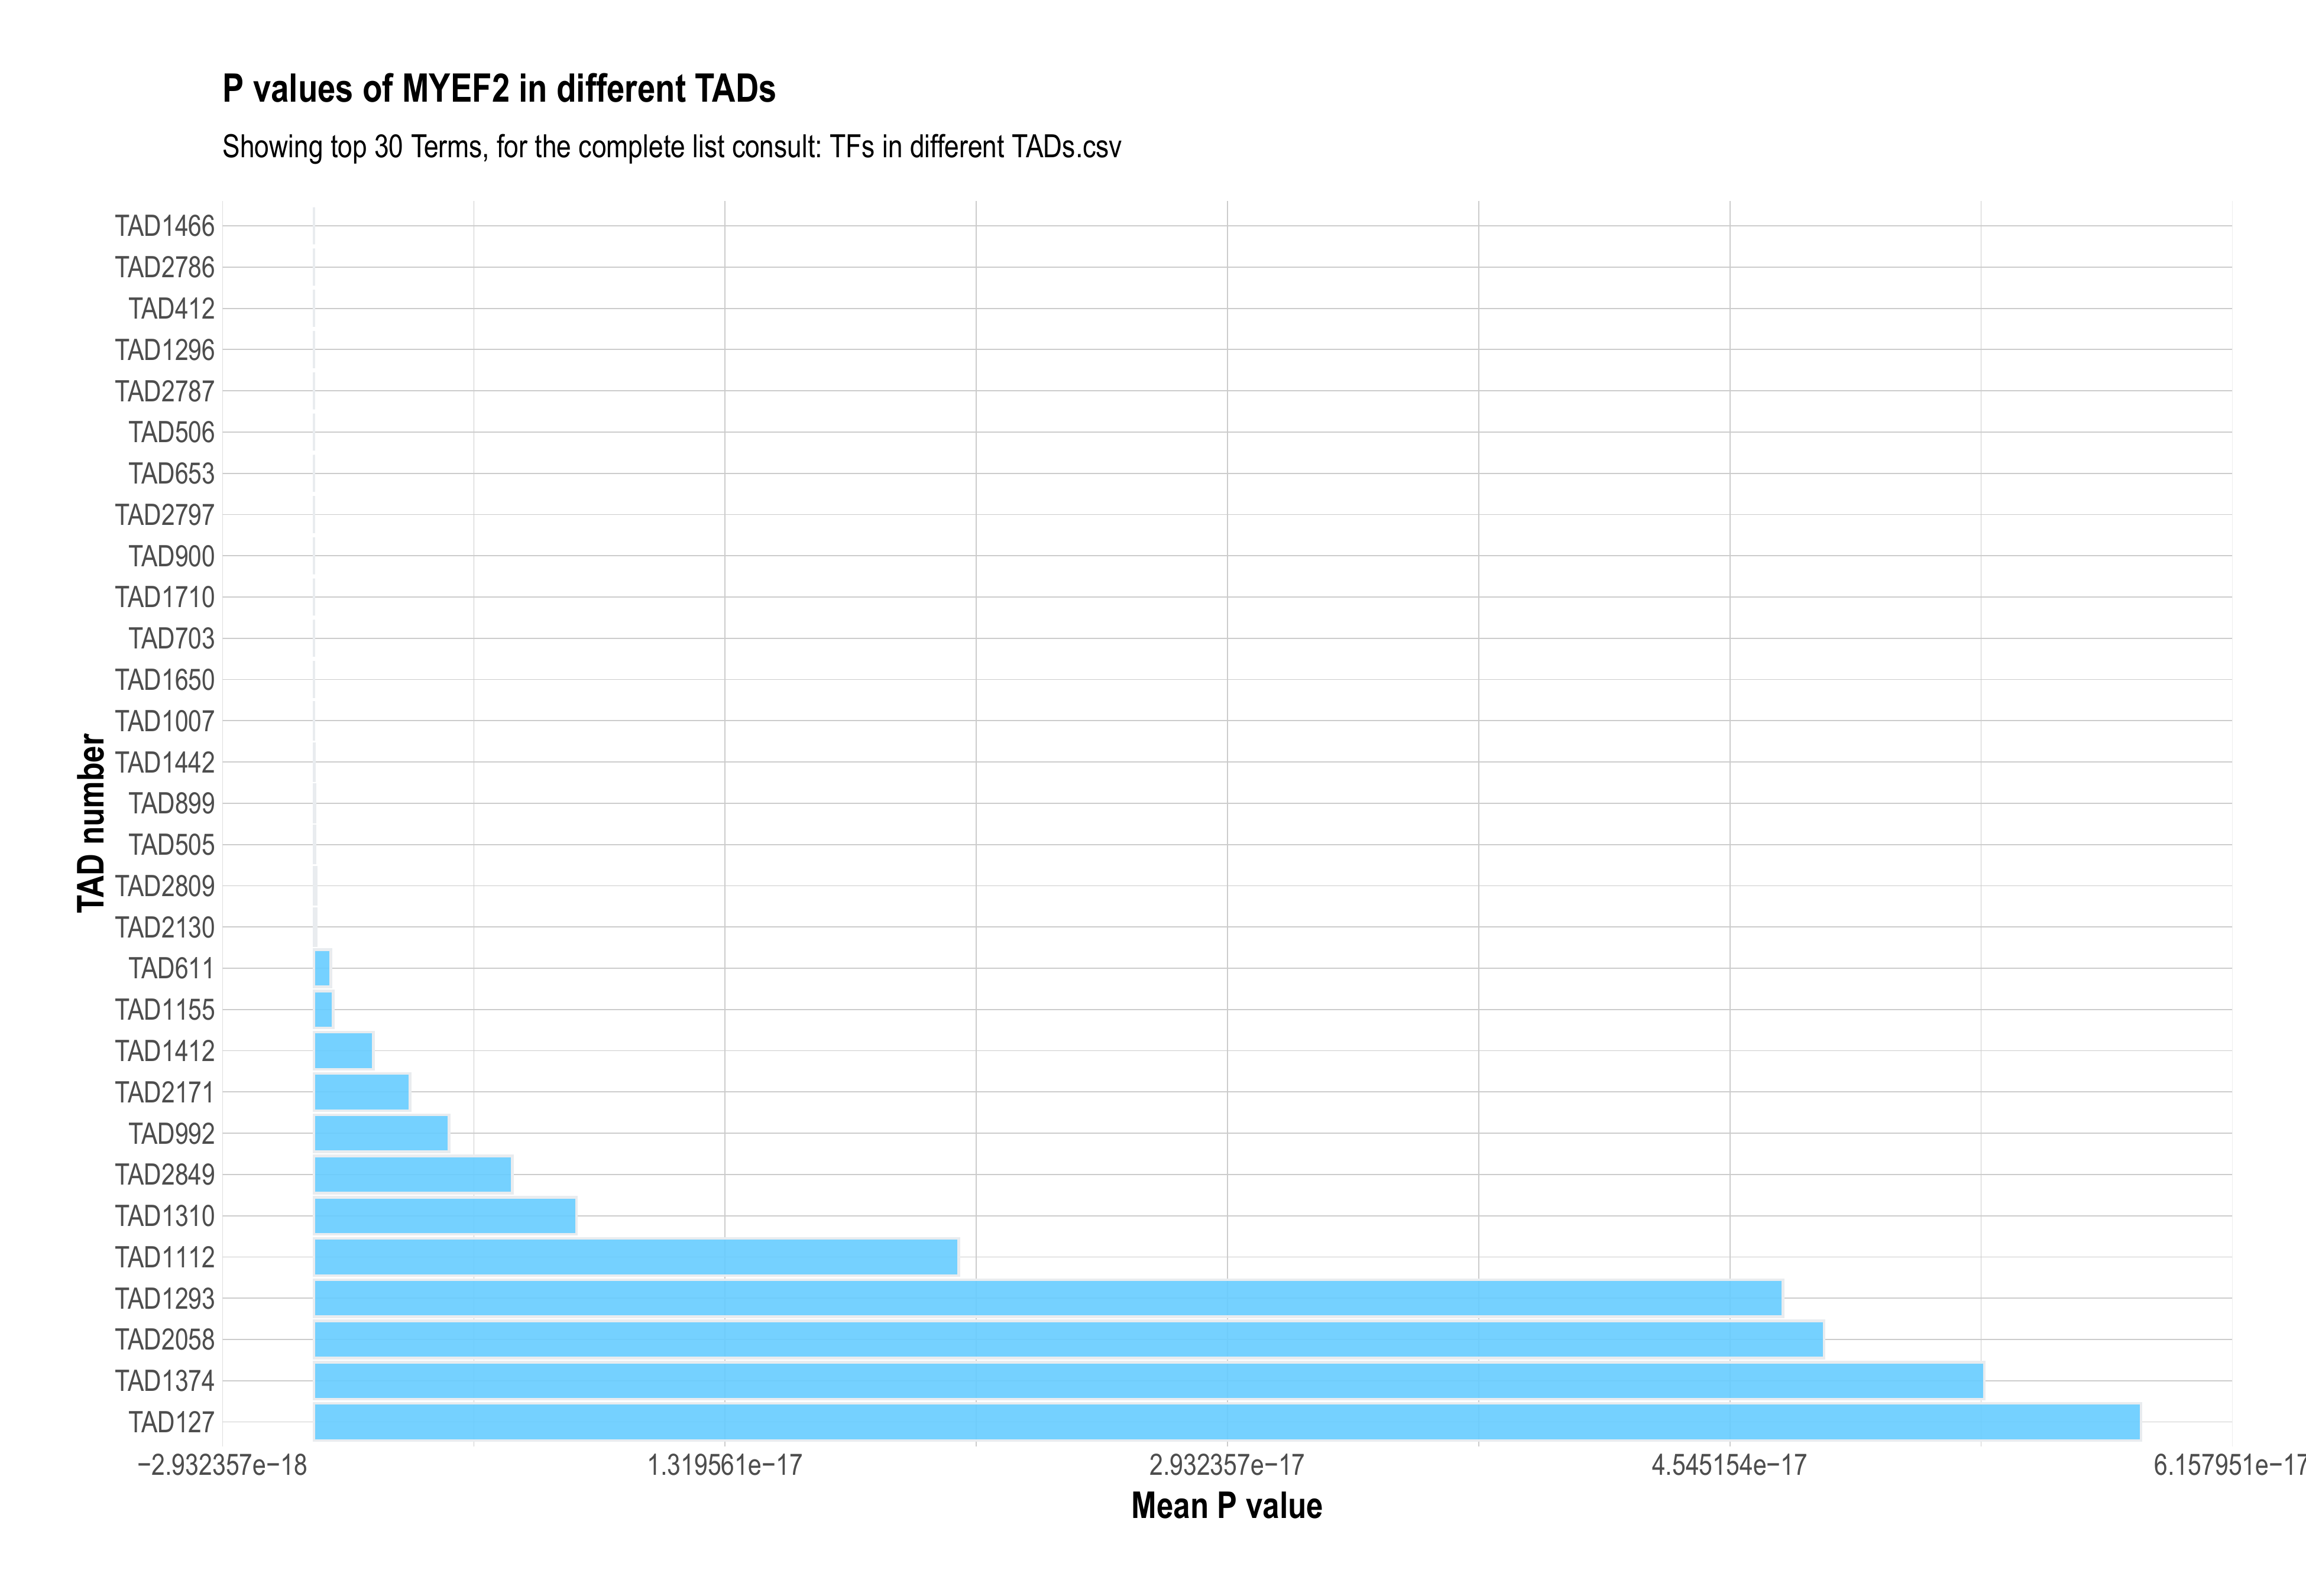 P values of MYEF2 in different TADs
Showing top 30 Terms, for the complete list consult: TFs in different TADs.csv
TAD number
TAD1466
TAD2786
TAD412
TAD1296
TAD2787
TAD506
TAD653
TAD2797
TAD900
TAD1710
TAD703
TAD1650
TAD1007
TAD1442
TAD899
TAD505
TAD2809
TAD2130
TAD611
TAD1155
TAD1412
TAD2171
TAD992
TAD2849
TAD1310
TAD1112
TAD1293
TAD2058
TAD1374
TAD127
−2.932357e−18 1.319561e−17 2.932357e−17 4.545154e−17 6.157951e−17
Mean P value